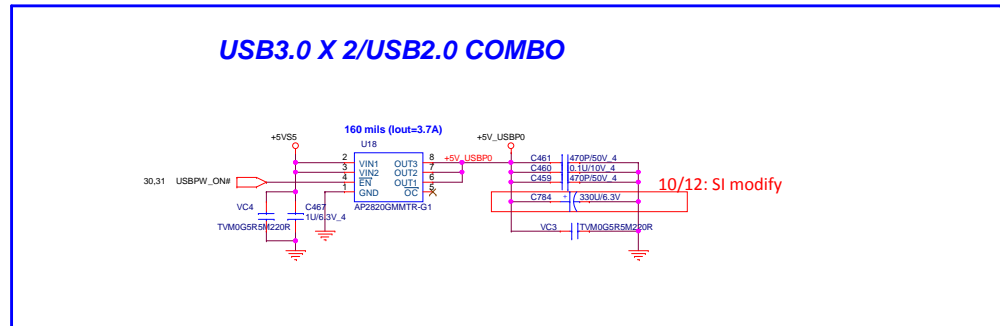 USB3.0 X 2/USB2.0 COMBO
160 mils (Iout=3.7A)
+5VS5
U18
+5V_USBP0
2 VIN1 OUT3 8 +5V_USBP0
3 VIN2 OUT2 7
30,31 USBPW_ON# 4 EN OUT1 6
1 GND OC 5
AP2820GMMTR-G1
VC4
TVM0G5R5M220R
C467
1U/6.3V_4
C461 470P/50V_4
C460 0.1U/10V_4
C459 470P/50V_4
10/12: SI modify
C784 + 330U/6.3V
VC3 TVM0G5R5M220R